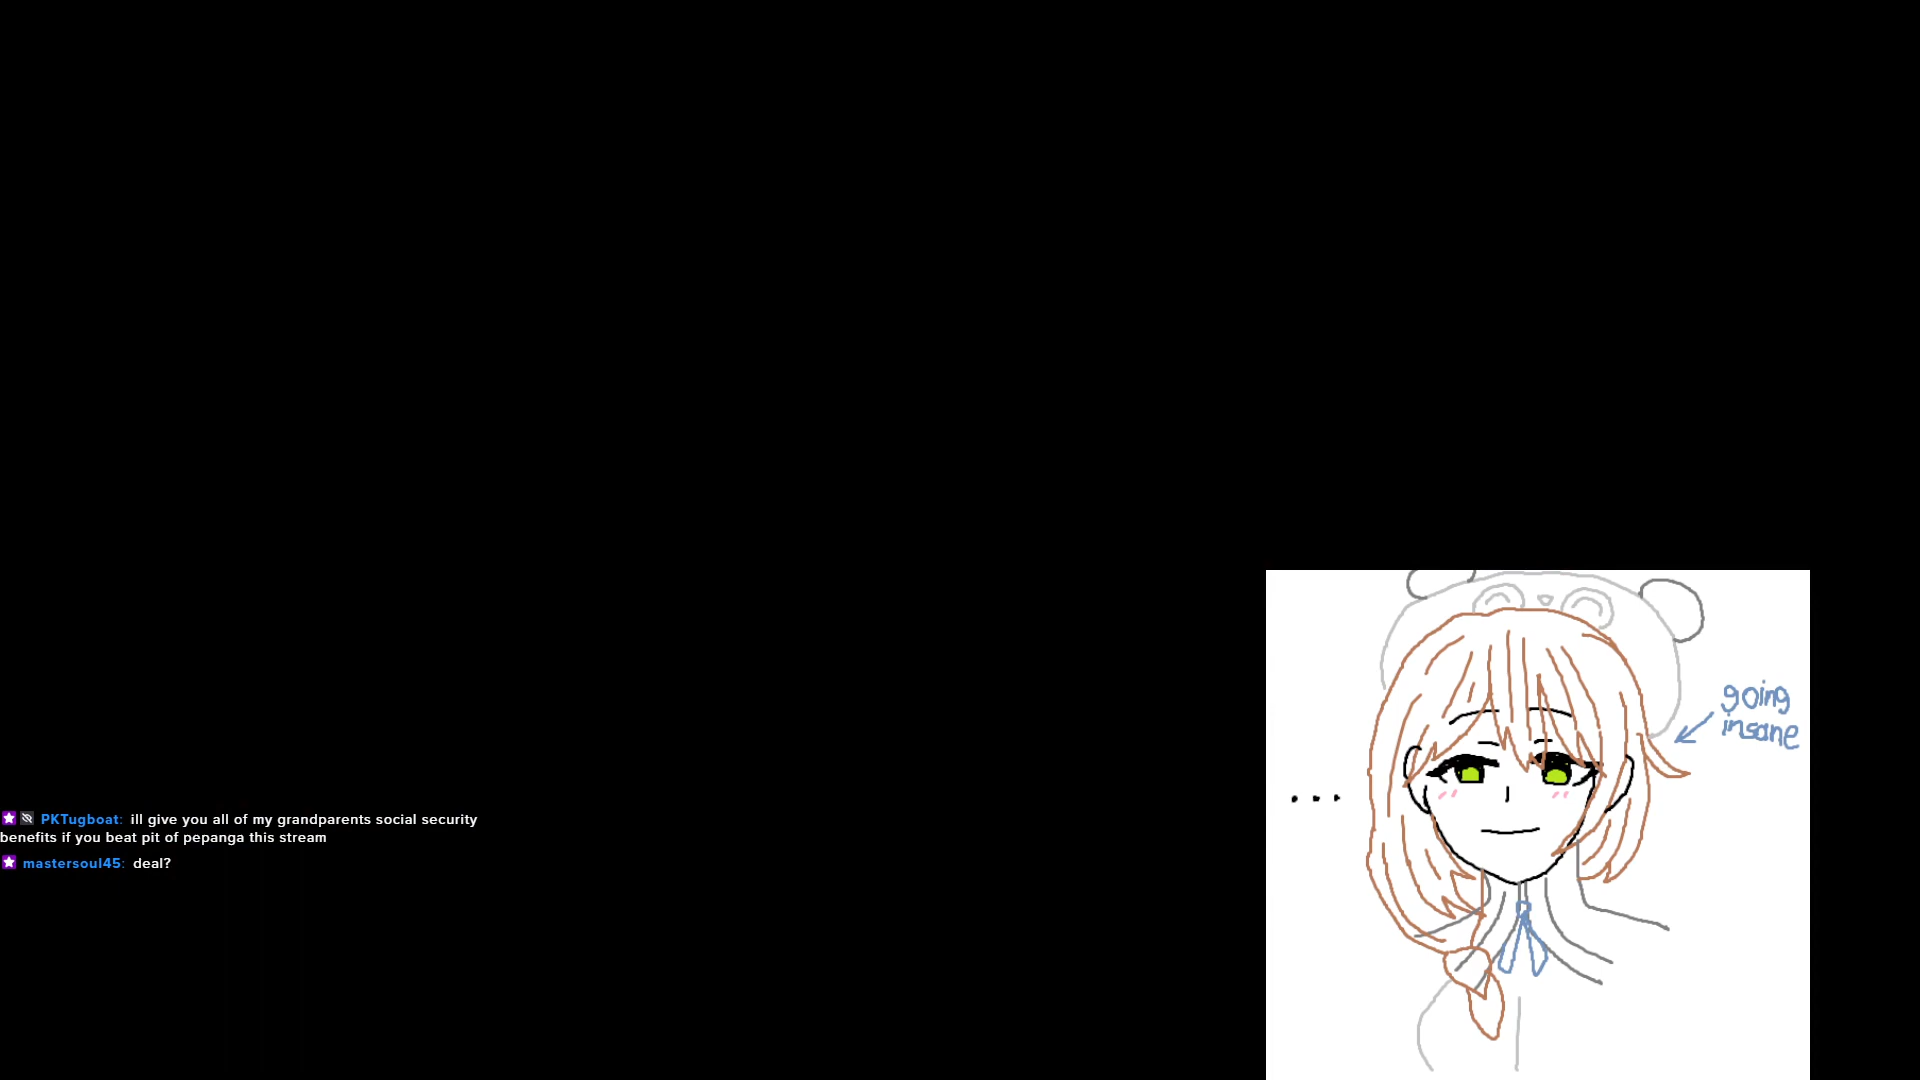 going
insane
...
PKTugboat: ill give you all of my grandparents social security
benefits if you beat pit of pepanga this stream
mastersoul45: deal?